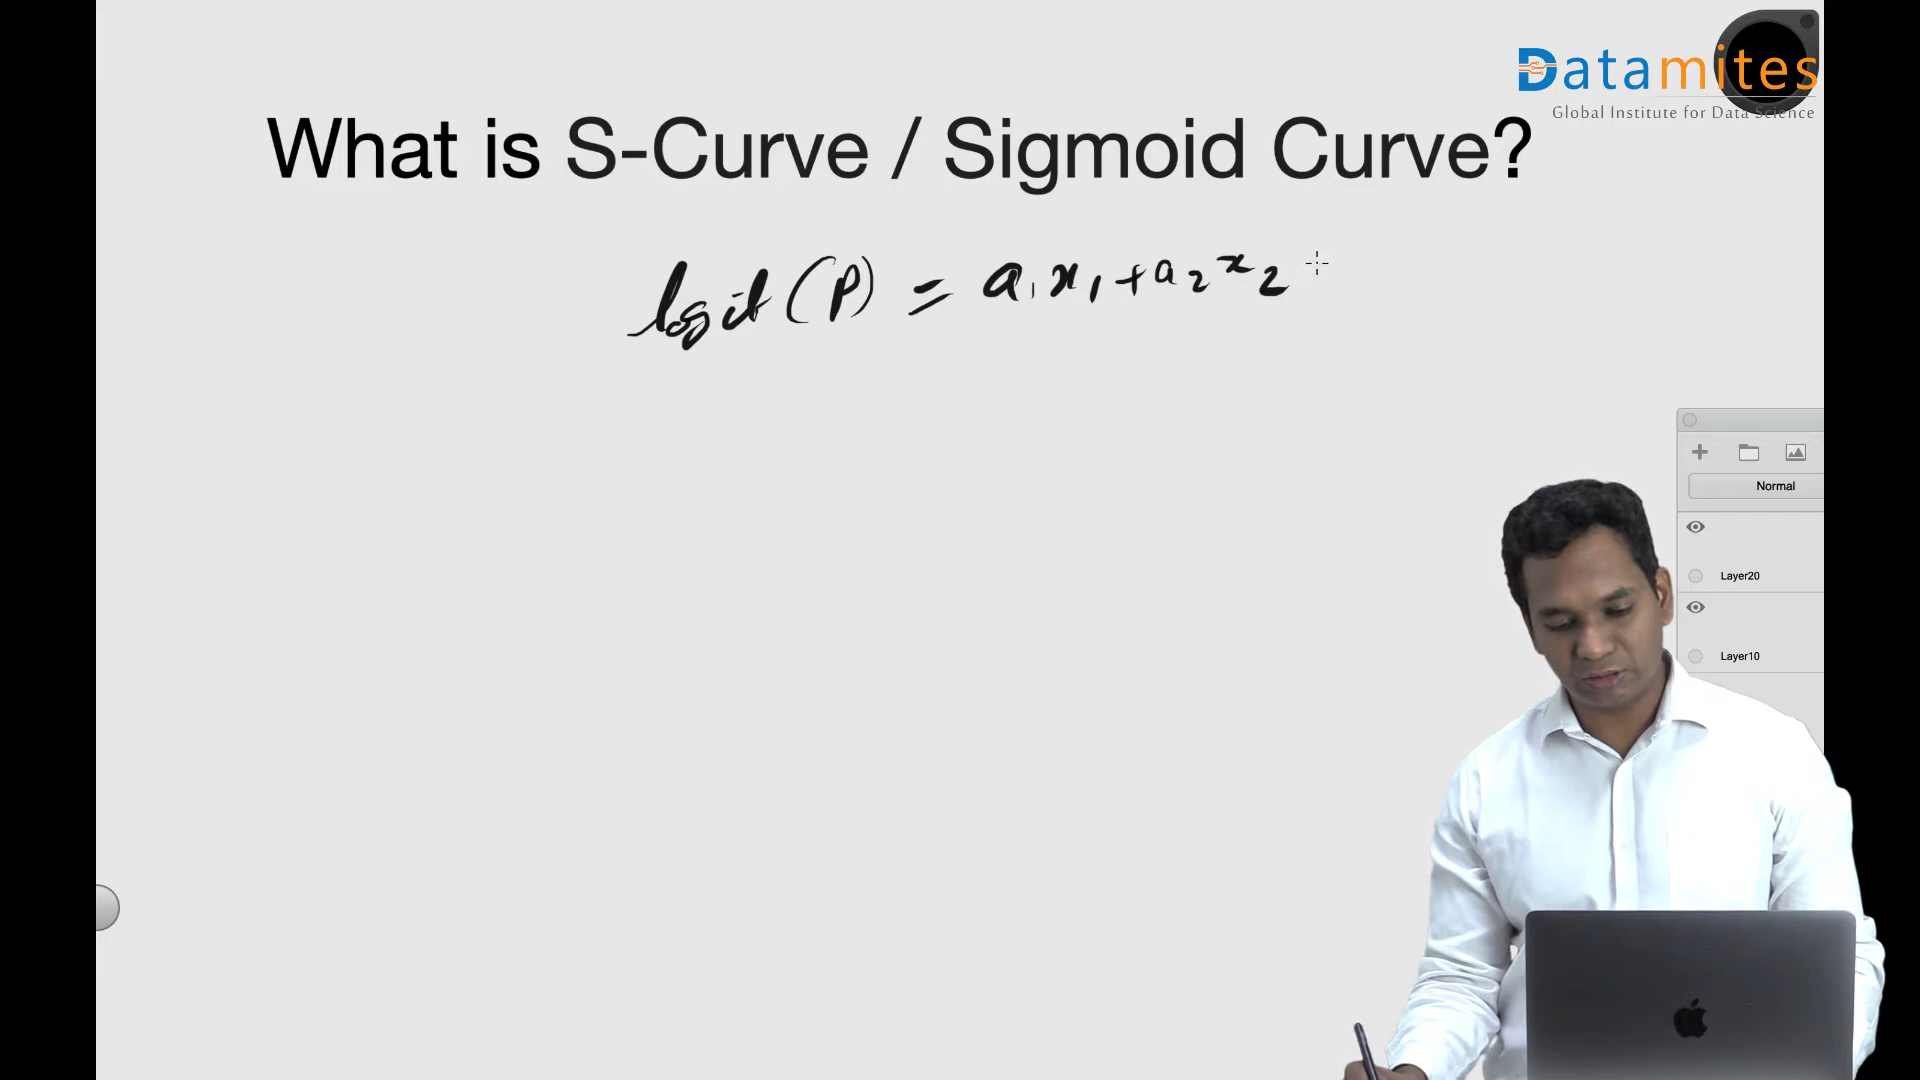 Datamites
Global Institute for Data Science
What is S-Curve / Sigmoid Curve?
logit(P) = a1x1 + a2x2
Normal
Layer20
Layer10